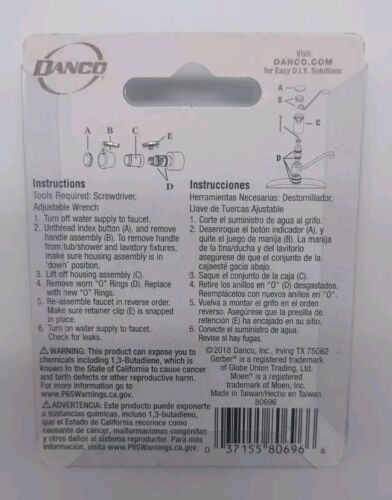 DANCO
Visit
DANCO.COM
for Easy D.I.Y. Solutions
A B C E
D
A
B
C
D
Instructions
Tools Required: Screwdriver,
Adjustable Wrench
1. Turn off water supply to faucet.
2. Unthread index button (A), and remove
handle assembly (B). To remove handle
from tub/shower and lavatory fixtures,
make sure housing assembly is in
'down' position.
3. Lift off housing assembly (C).
4. Remove worn "O" Rings (D). Replace
with new "O" Rings.
5. Re-assemble faucet in reverse order.
Make sure retainer clip (E) is snapped
in place.
6. Turn on water supply to faucet.
Check for leaks.
Instrucciones
Herramientas Necesarias: Destornillador,
Llave de Tuercas Ajustable
1. Corte el suministro de agua al grifo.
2. Desenroque el botón indicador (A), y
quite el juego de manija (B). La manija
de la tina/ducha y del lavitorio
asegúrese de que el conjunto de la
cajaesté gacia abajo.
3. Saque el conjunto de la caja (C).
4. Retire los anillos en "O" (D) desgastados.
Reemplácelos con nuevos anillos en "O".
5. Vuelva a montar el grifo en el orden
reverso. Asegúrese que la presilla de
retención (E) ha encajado en su sitio.
6. Conecte el suministro de agua.
Revise si hay fugas.
⚠WARNING: This product can expose you to
chemicals including 1,3-Butadiene, which is
known to the State of California to cause cancer
and birth defects or other reproductive harm.
For more information go to
www.P65Warnings.ca.gov.
⚠ADVERTENCIA: Este producto puede exponerte
a sustancias químicas, incluso 1,3-butadieno,
que el Estado de California reconoce como
causante de cáncer, malformaciones congénitas
y otros daños al sistema reproductor. Para más
información, ve a www.P65Warnings.ca.gov.
©2018 Danco, Inc., Irving TX 75062
Gerber® is a registered trademark
of Globe Union Trading, Ltd.
Moen® is a registered
trademark of Moen, Inc.
Made in Taiwan/Hecho en Taiwan
80696
0 37155 80696 6